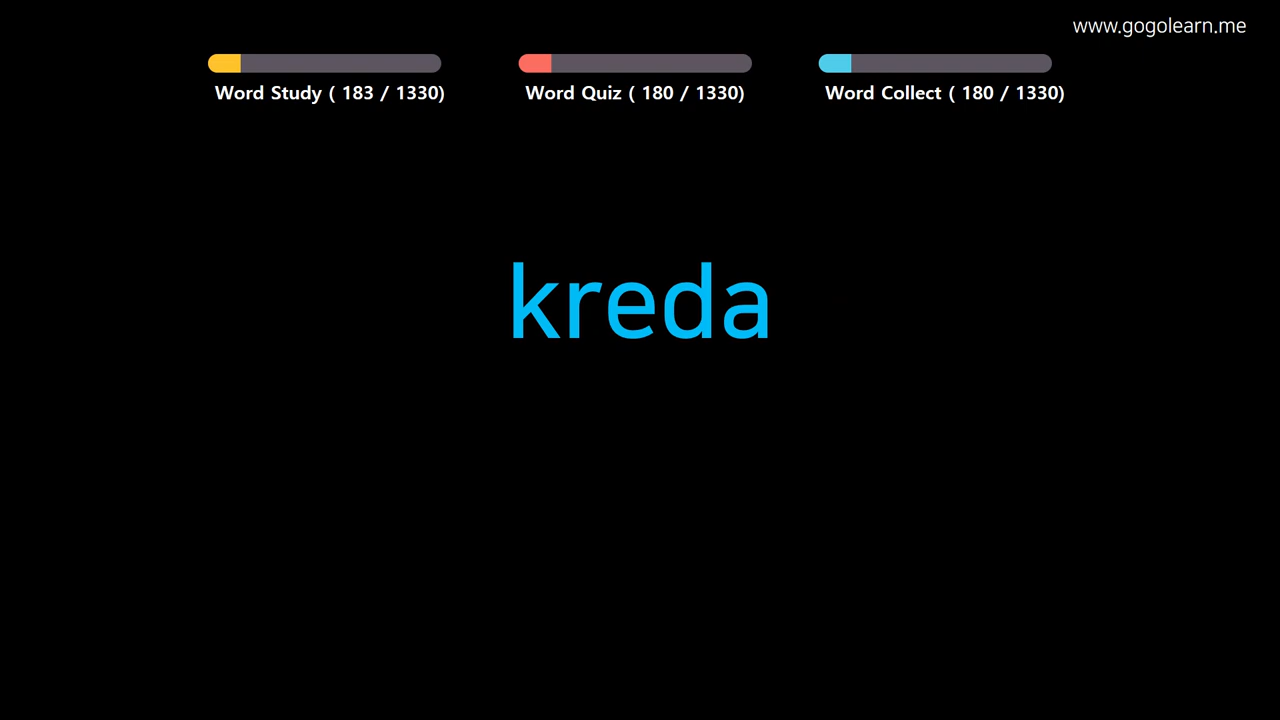 www.gogolearn.me
Word Study ( 183 / 1330)
Word Quiz ( 180 / 1330)
Word Collect ( 180 / 1330)
kreda